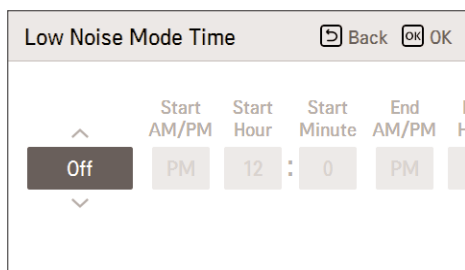 Low Noise Mode Time Back OK OK
Start Start Start End
AM/PM Hour Minute AM/PM
Off PM 12 : 0 PM